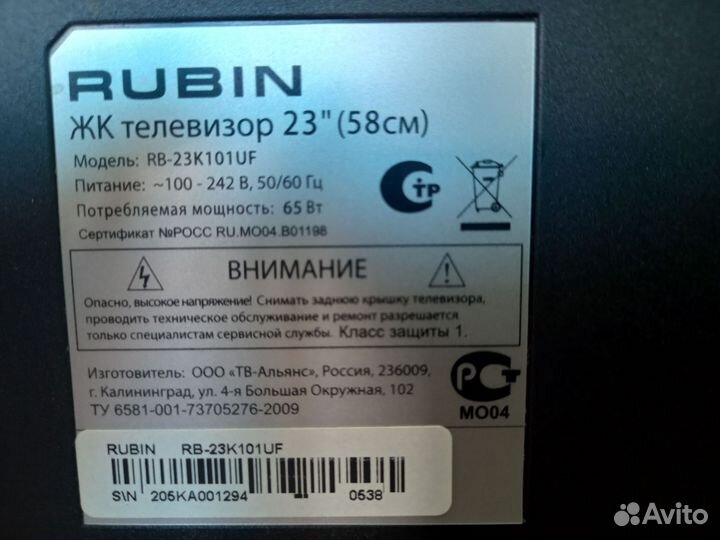 RUBIN
ЖК телевизор 23" (58см)
Модель: RB-23K101UF
Питание: ~100 - 242 В, 50/60 Гц
Потребляемая мощность: 65 Вт
Сертификат №РОСС RU.МО04.В01198
СТР
ВНИМАНИЕ
Опасно, высокое напряжение! Снимать заднюю крышку телевизора,
проводить техническое обслуживание и ремонт разрешается
только специалистам сервисной службы. Класс защиты 1.
Изготовитель: ООО «ТВ-Альянс», Россия, 236009,
г. Калининград, ул. 4-я Большая Окружная, 102
ТУ 6581-001-73705276-2009
РСТ
МО04
RUBIN RB-23K101UF
S\N 205KA001294 0538
Avito